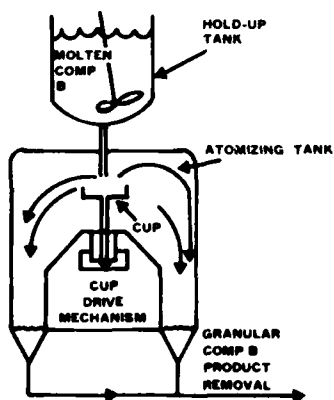 HOLD-UP
TANK
MOLTEN
COMP
B
ATOMIZING TANK
CUP
CUP
DRIVE
MECHANISM
GRANULAR
COMP B
PRODUCT
REMOVAL